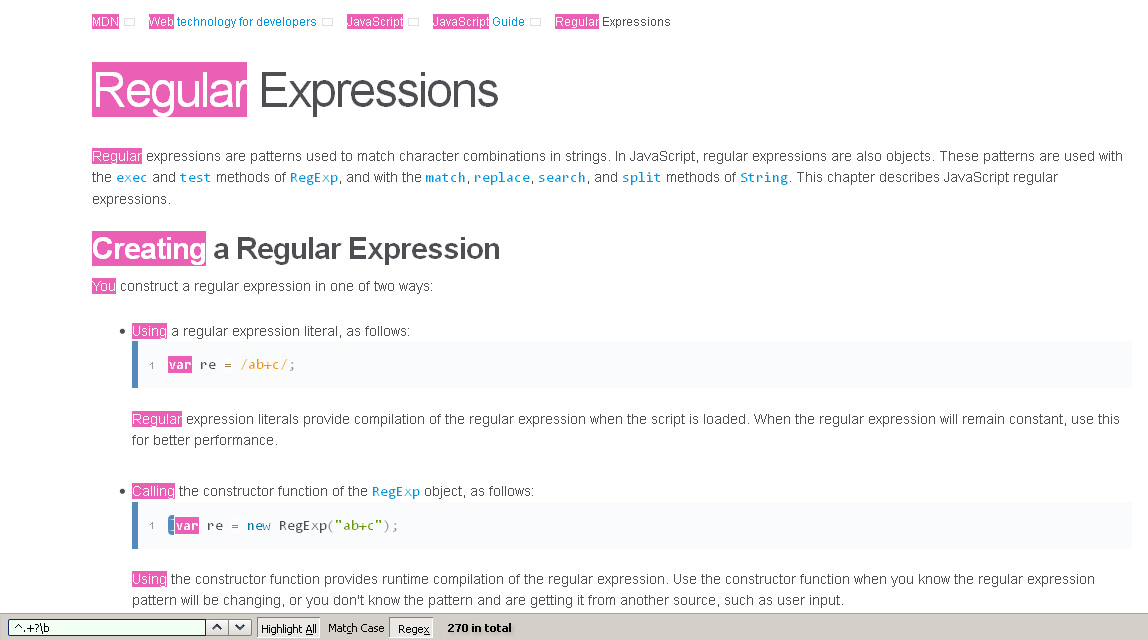 MDN Web technology for developers JavaScript JavaScript Guide Regular Expressions
Regular Expressions
Regular expressions are patterns used to match character combinations in strings. In JavaScript, regular expressions are also objects. These patterns are used with
the exec and test methods of RegExp, and with the match, replace, search, and split methods of String. This chapter describes JavaScript regular
expressions.
Creating a Regular Expression
You construct a regular expression in one of two ways:
• Using a regular expression literal, as follows:
1 var re = /ab+c/;
Regular expression literals provide compilation of the regular expression when the script is loaded. When the regular expression will remain constant, use this
for better performance.
• Calling the constructor function of the RegExp object, as follows:
1 var re = new RegExp("ab+c");
Using the constructor function provides runtime compilation of the regular expression. Use the constructor function when you know the regular expression
pattern will be changing, or you don't know the pattern and are getting it from another source, such as user input.
^.+?\b Highlight All Match Case Regex 270 in total